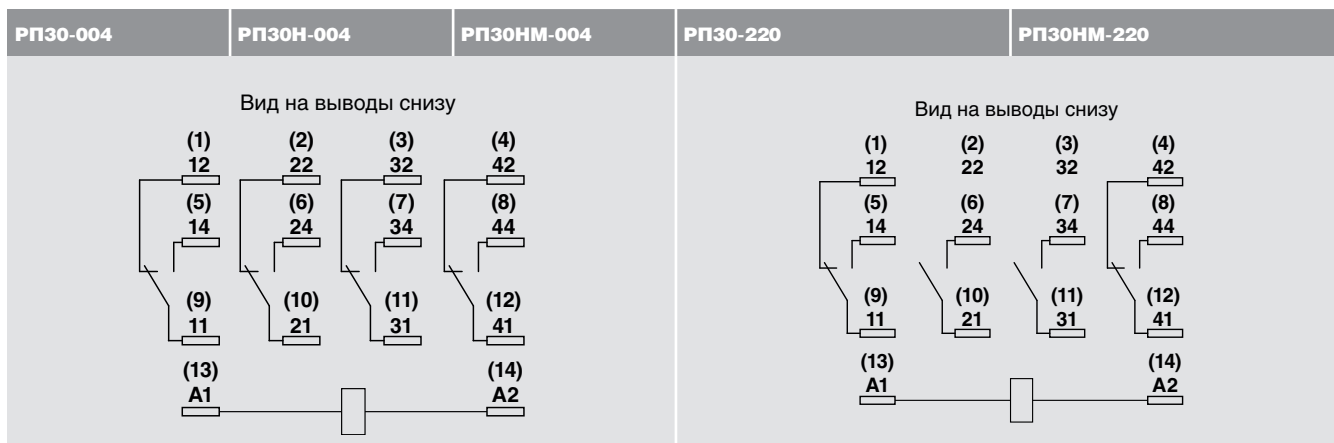 РП30-004 РП30Н-004 РП30НМ-004 РП30-220 РП30НМ-220
Вид на выводы снизу
(1) (2) (3) (4)
12 22 32 42
(5) (6) (7) (8)
14 24 34 44
(9) (10) (11) (12)
11 21 31 41
(13) (14)
A1 A2
Вид на выводы снизу
(1) (2) (3) (4)
12 22 32 42
(5) (6) (7) (8)
14 24 34 44
(9) (10) (11) (12)
11 21 31 41
(13) (14)
A1 A2